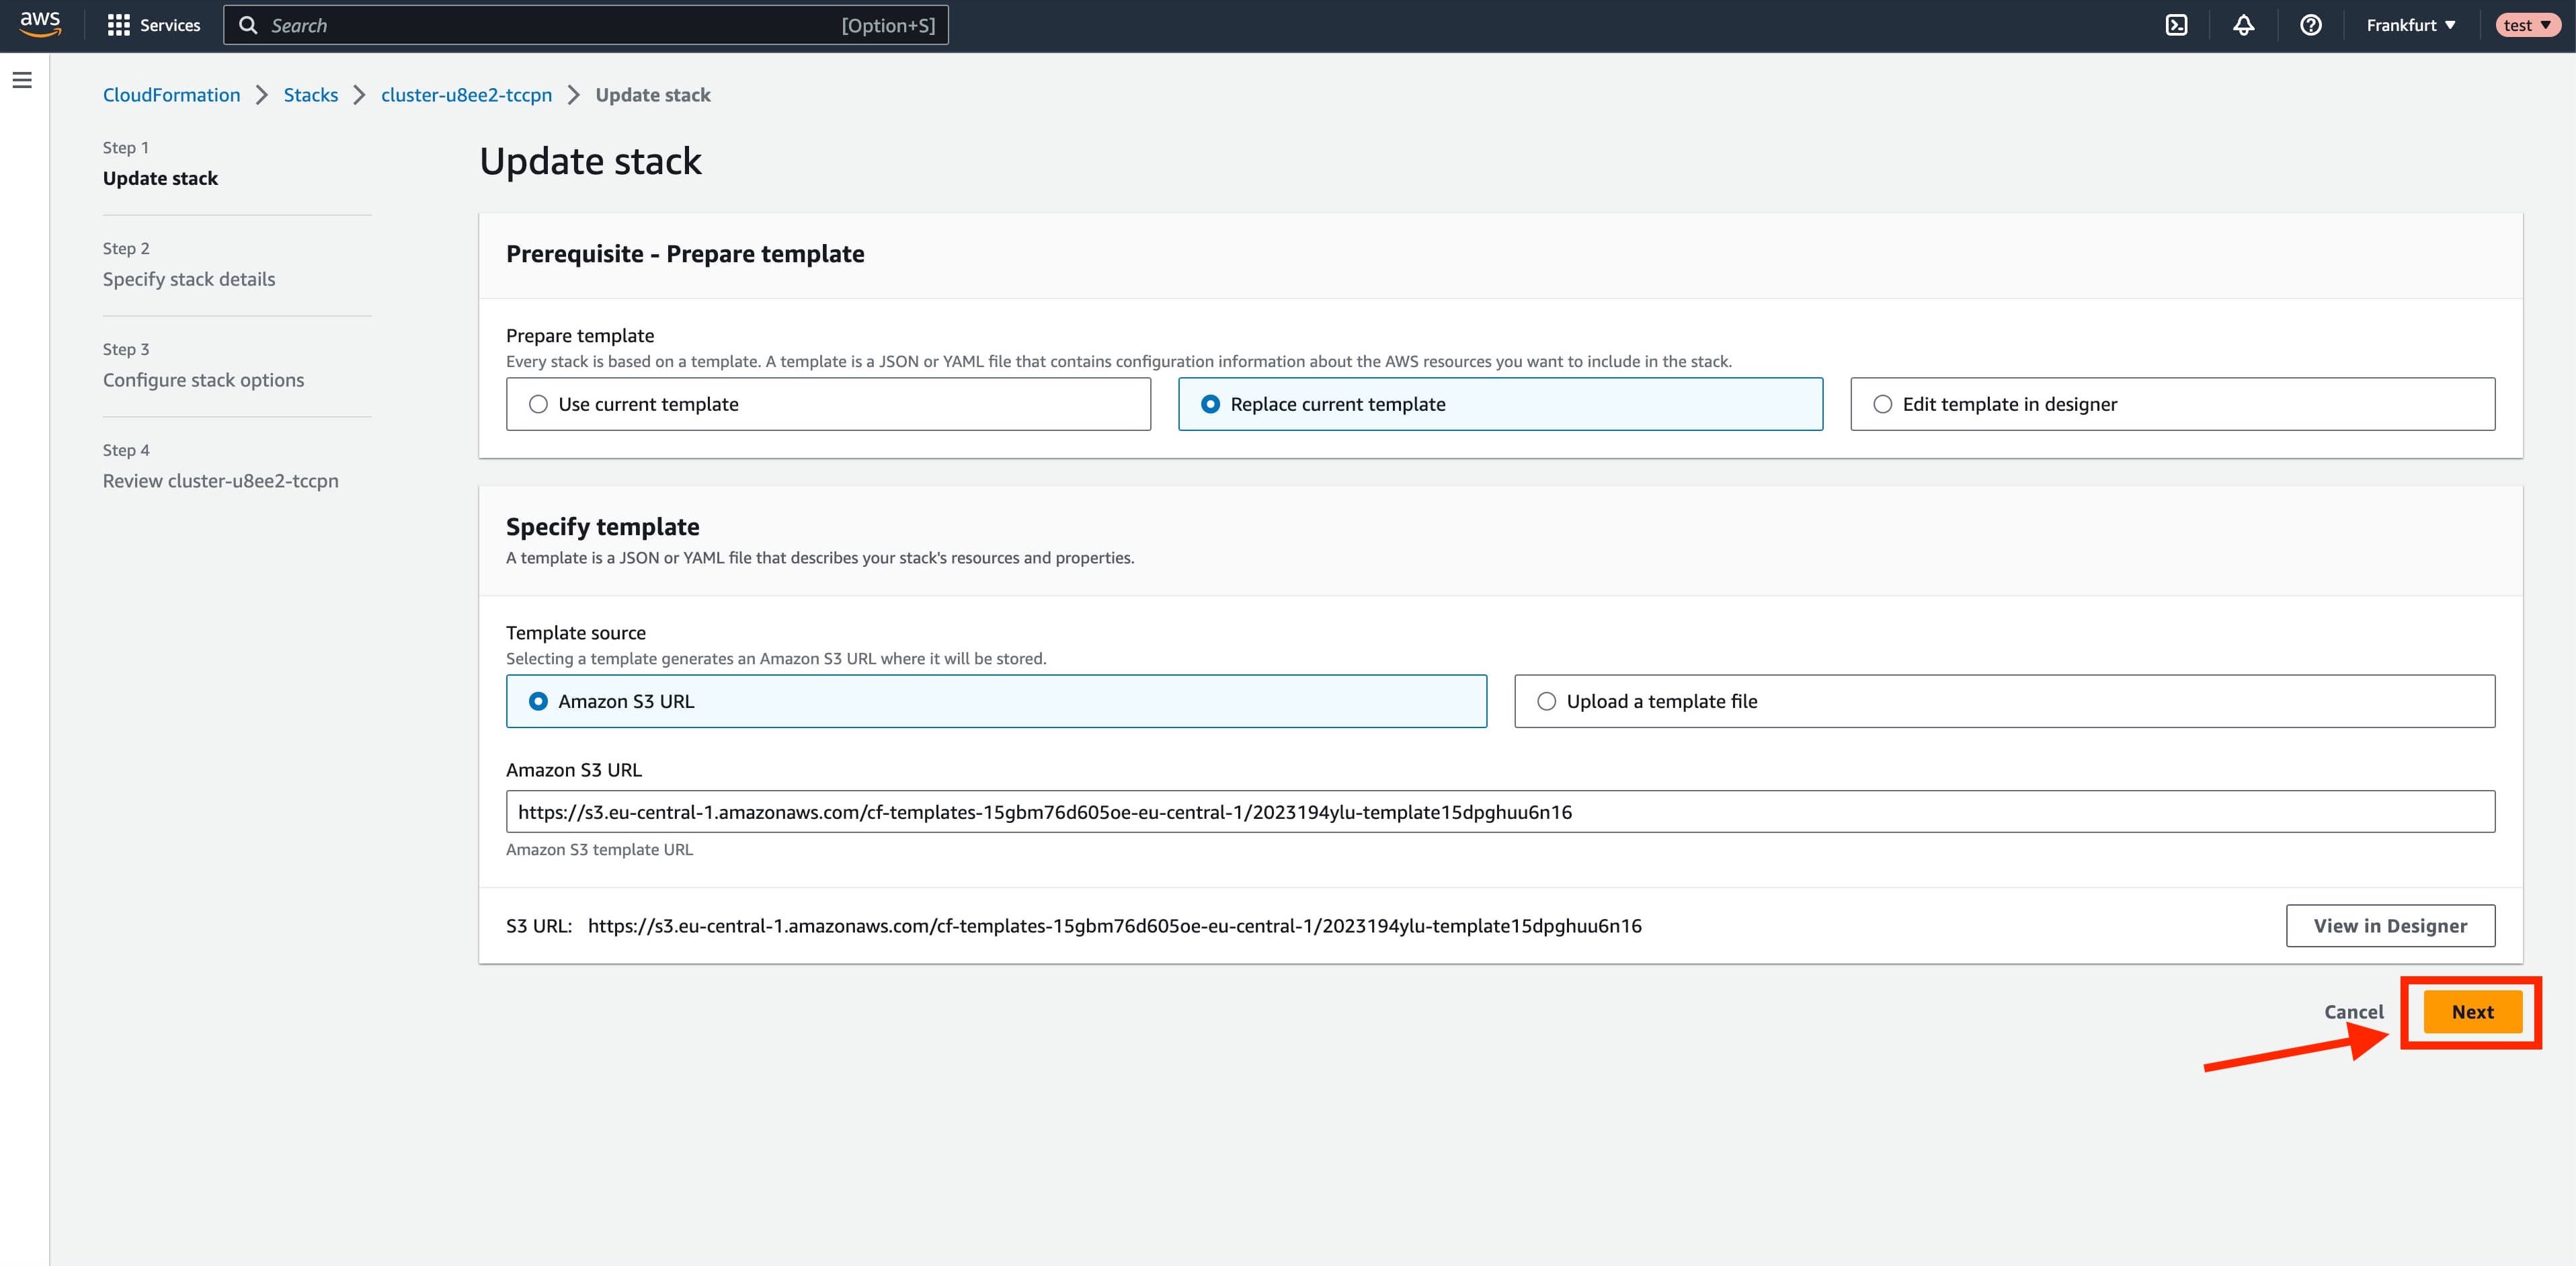 aws
Services
Search
[Option+S]
Frankfurt
test
CloudFormation
Stacks
cluster-u8ee2-tccpn
Update stack
Step 1
Update stack
Step 2
Specify stack details
Step 3
Configure stack options
Step 4
Review cluster-u8ee2-tccpn
Update stack
Prerequisite - Prepare template
Prepare template
Every stack is based on a template. A template is a JSON or YAML file that contains configuration information about the AWS resources you want to include in the stack.
Use current template
Replace current template
Edit template in designer
Specify template
A template is a JSON or YAML file that describes your stack's resources and properties.
Template source
Selecting a template generates an Amazon S3 URL where it will be stored.
Amazon S3 URL
Upload a template file
Amazon S3 URL
https://s3.eu-central-1.amazonaws.com/cf-templates-15gbm76d605oe-eu-central-1/2023194ylu-template15dpghuu6n16
Amazon S3 template URL
S3 URL: https://s3.eu-central-1.amazonaws.com/cf-templates-15gbm76d605oe-eu-central-1/2023194ylu-template15dpghuu6n16
View in Designer
Cancel
Next